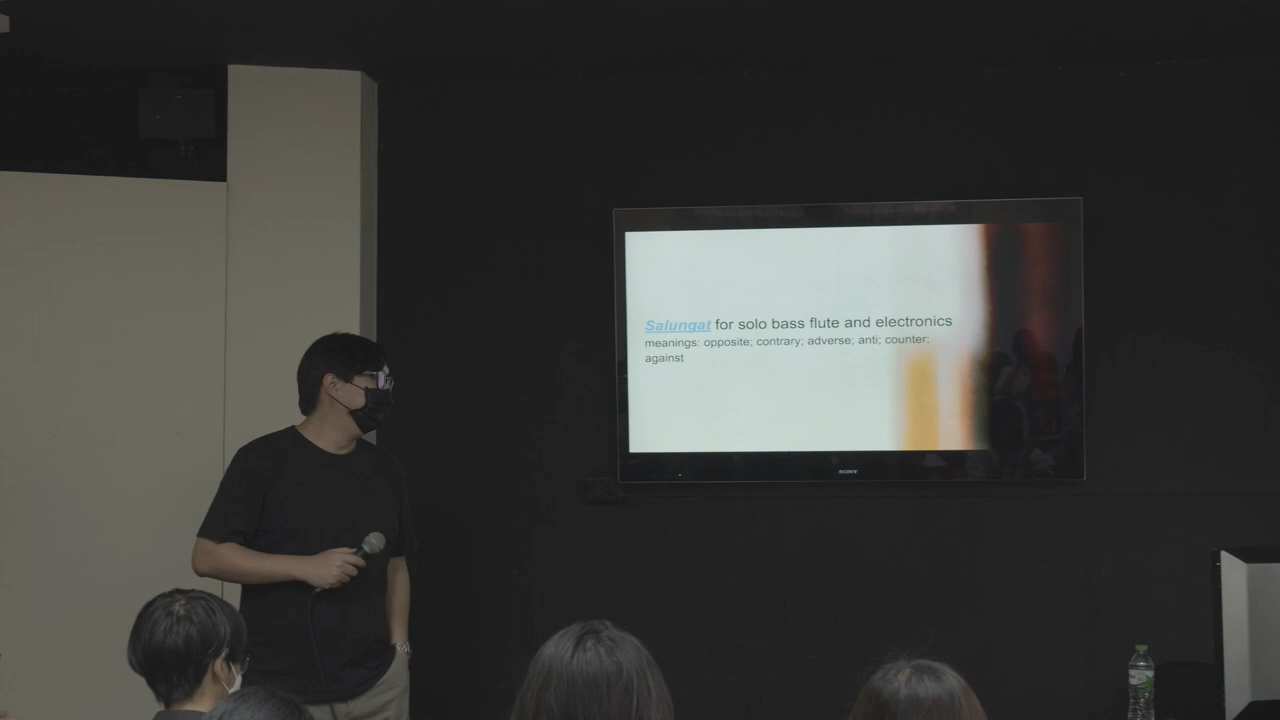 Salungat for solo bass flute and electronics
meanings: opposite; contrary; adverse; anti; counter;
against
SONY